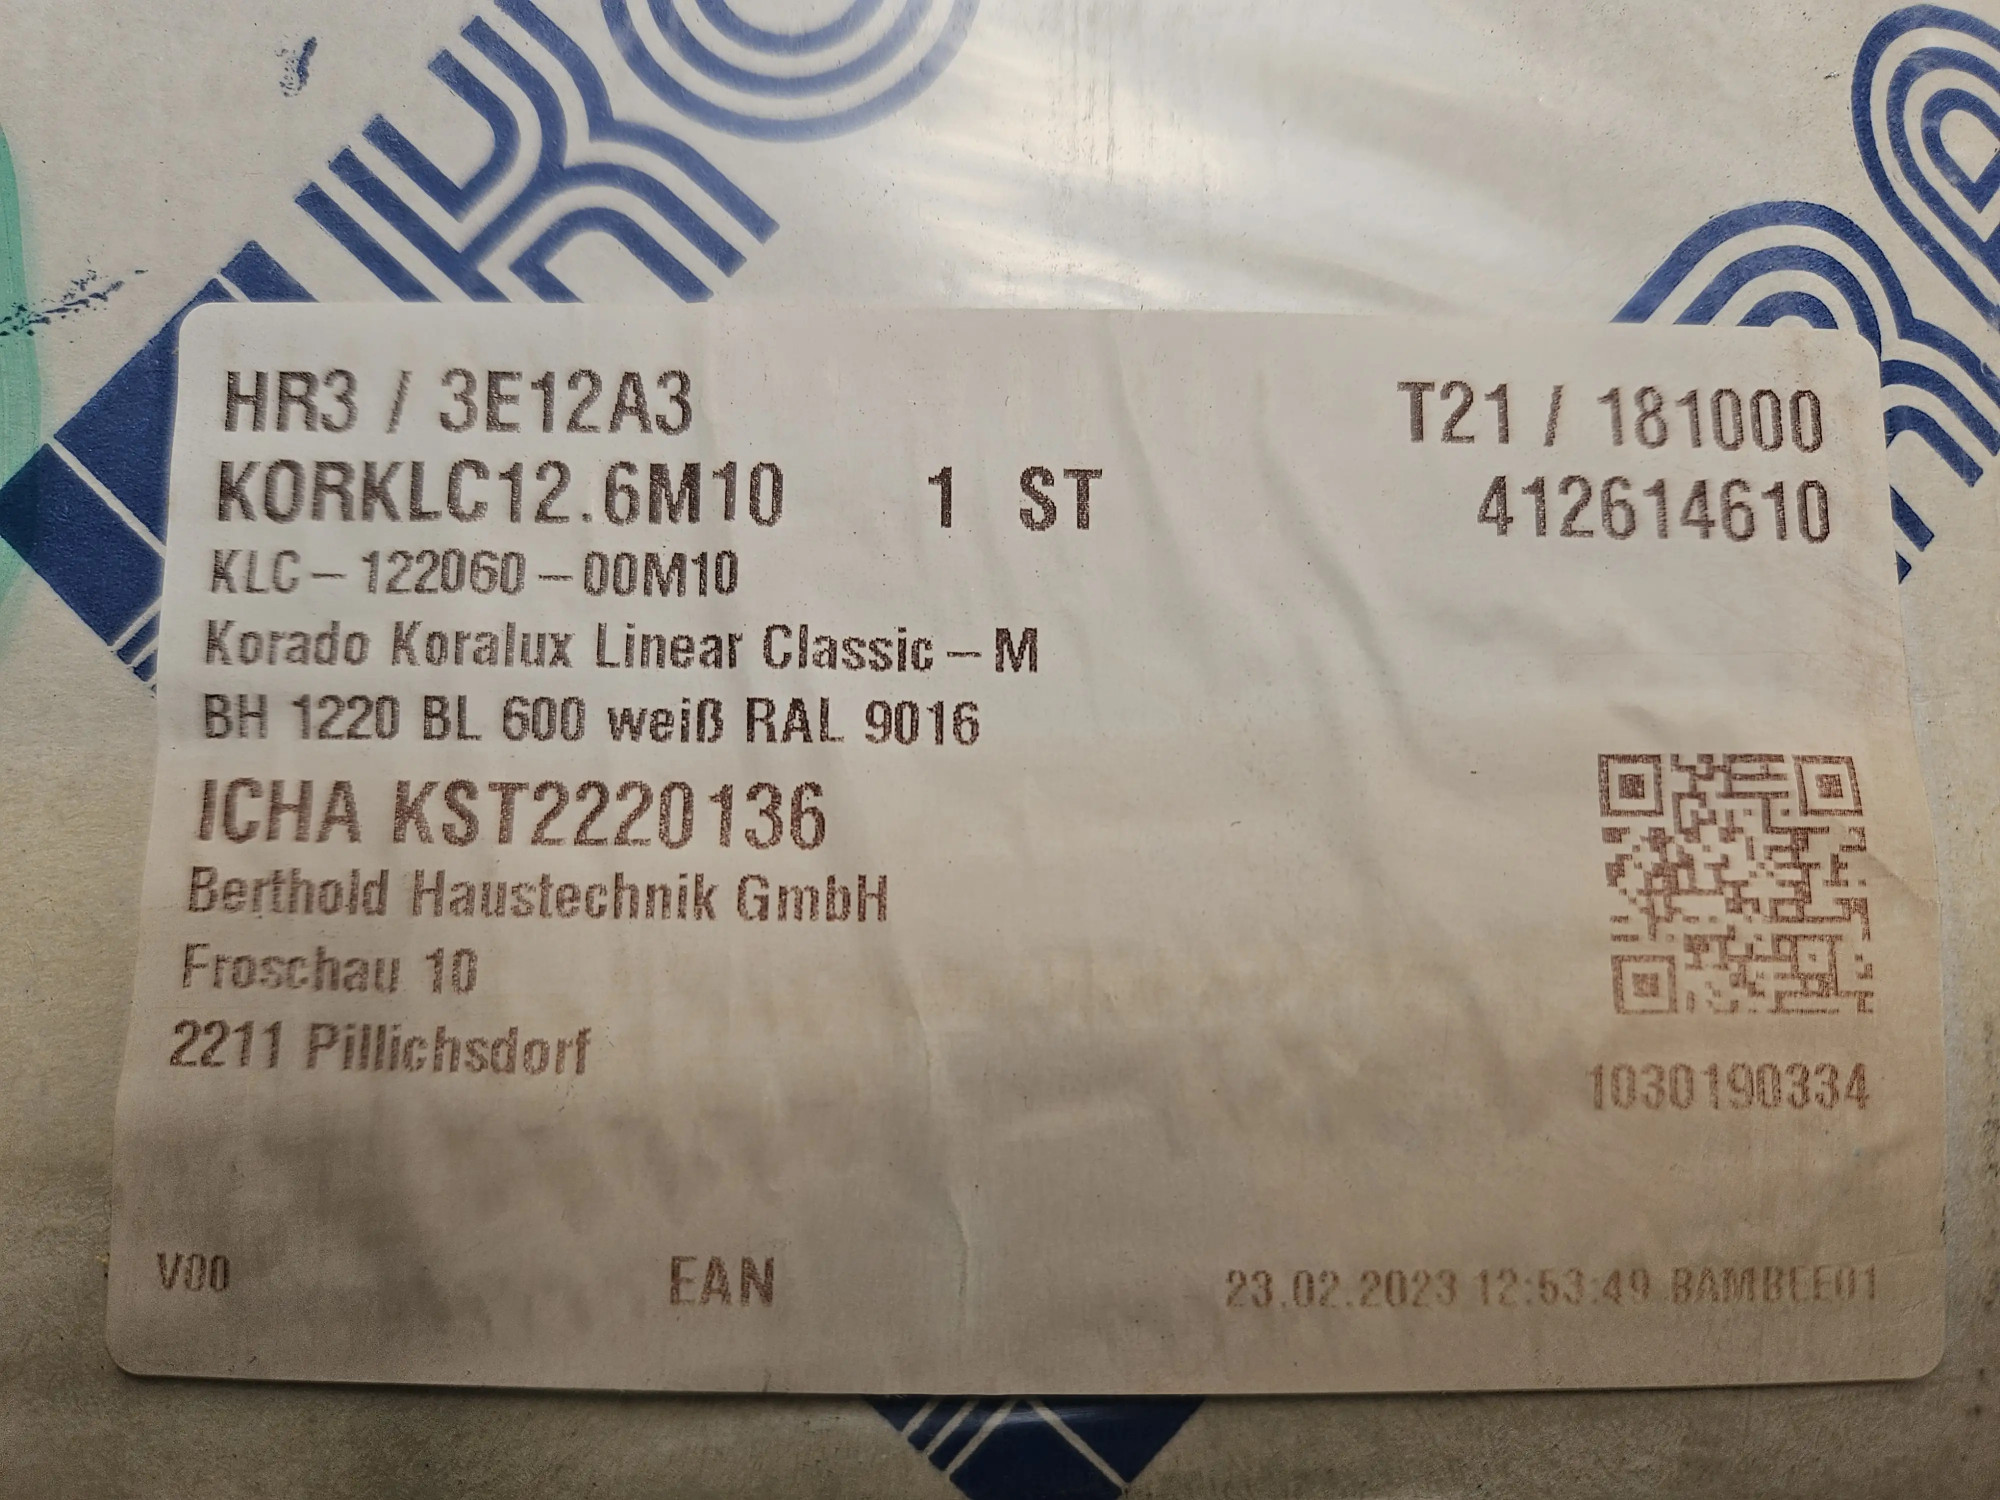 HR3 / 3E12A3 T21 / 181000
KORKLC12.6M10 1 ST 412614610
KLC-122060-00M10
Korado Koralux Linear Classic-M
BH 1220 BL 600 weiß RAL 9016
ICHA KST2220136
Berthold Haustechnik GmbH
Froschau 10
2211 Pillichsdorf
1030190334
V00 EAN 23.02.2023 12:53:49 BAMBEE01